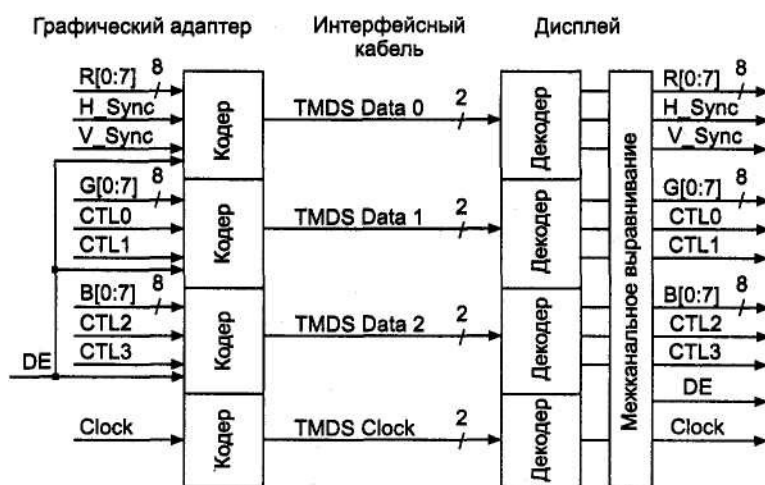 Графический адаптер
Интерфейсный
кабель
Дисплей
R[0:7]
8
H_Sync
V_Sync
Кодер
TMDS Data 0
2
Декодер
R[0:7]
8
H_Sync
V_Sync
G[0:7]
8
CTL0
CTL1
Кодер
TMDS Data 1
2
Декодер
G[0:7]
8
CTL0
CTL1
B[0:7]
8
CTL2
CTL3
DE
Кодер
TMDS Data 2
2
Декодер
B[0:7]
8
CTL2
CTL3
DE
Clock
Кодер
TMDS Clock
2
Декодер
Clock
Межканальное выравнивание